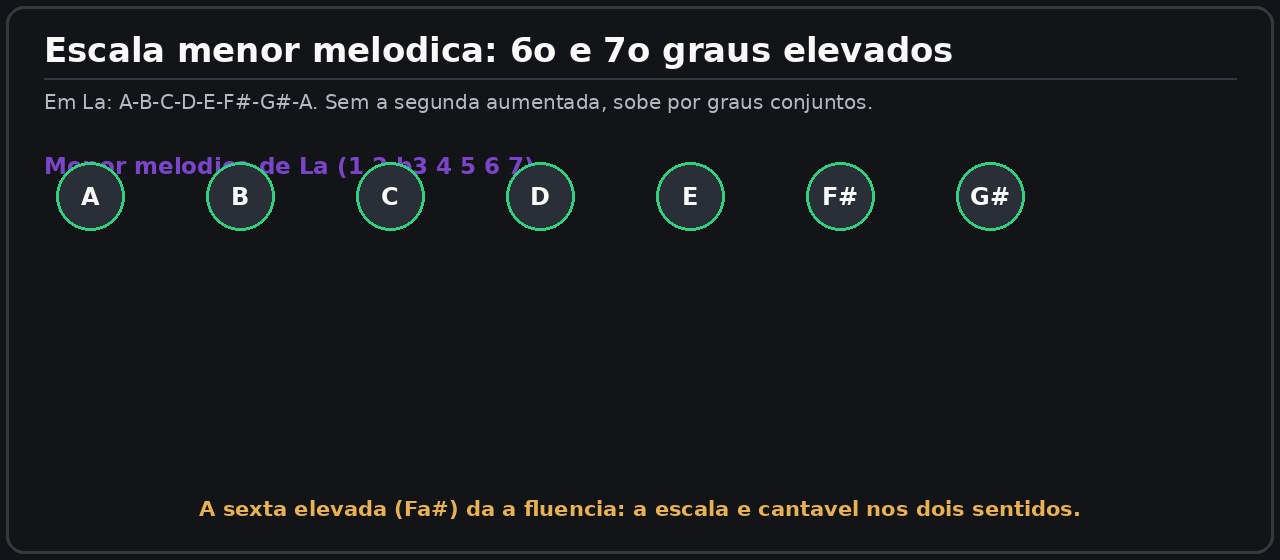 Escala menor melodica: 6o e 7o graus elevados
Em La: A-B-C-D-E-F#-G#-A. Sem a segunda aumentada, sobe por graus conjuntos.
Menor melodica de La (1 2 b3 4 5 6 7)
A B C D E F# G#
A sexta elevada (Fa#) da a fluencia: a escala e cantavel nos dois sentidos.